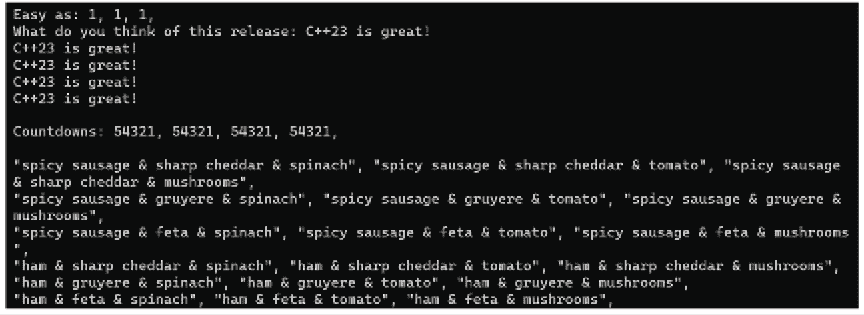 Easy as: 1, 1, 1,
What do you think of this release: C++23 is great!
C++23 is great!
C++23 is great!
C++23 is great!
C++23 is great!
Countdowns: 54321, 54321, 54321, 54321,
"spicy sausage & sharp cheddar & spinach", "spicy sausage & sharp cheddar & tomato", "spicy sausage
& sharp cheddar & mushrooms",
"spicy sausage & gruyere & spinach", "spicy sausage & gruyere & tomato", "spicy sausage & gruyere &
mushrooms",
"spicy sausage & feta & spinach", "spicy sausage & feta & tomato", "spicy sausage & feta & mushrooms
",
"ham & sharp cheddar & spinach", "ham & sharp cheddar & tomato", "ham & sharp cheddar & mushrooms",
"ham & gruyere & spinach", "ham & gruyere & tomato", "ham & gruyere & mushrooms",
"ham & feta & spinach", "ham & feta & tomato", "ham & feta & mushrooms",